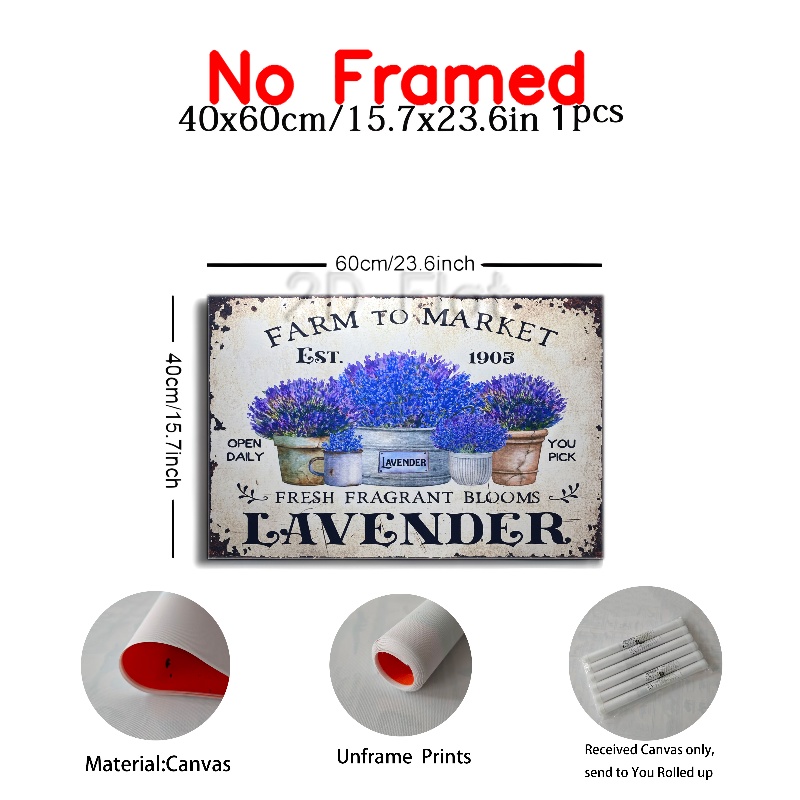 No Framed
40x60cm/15.7x23.6in 1pcs
60cm/23.6inch
2D Flat
40cm/15.7inch
FARM TO MARKET
EST. 1905
OPEN
DAILY
LAVENDER
YOU
PICK
FRESH FRAGRANT BLOOMS
LAVENDER
Material:Canvas
Unframe Prints
Received Canvas only,
send to You Rolled up